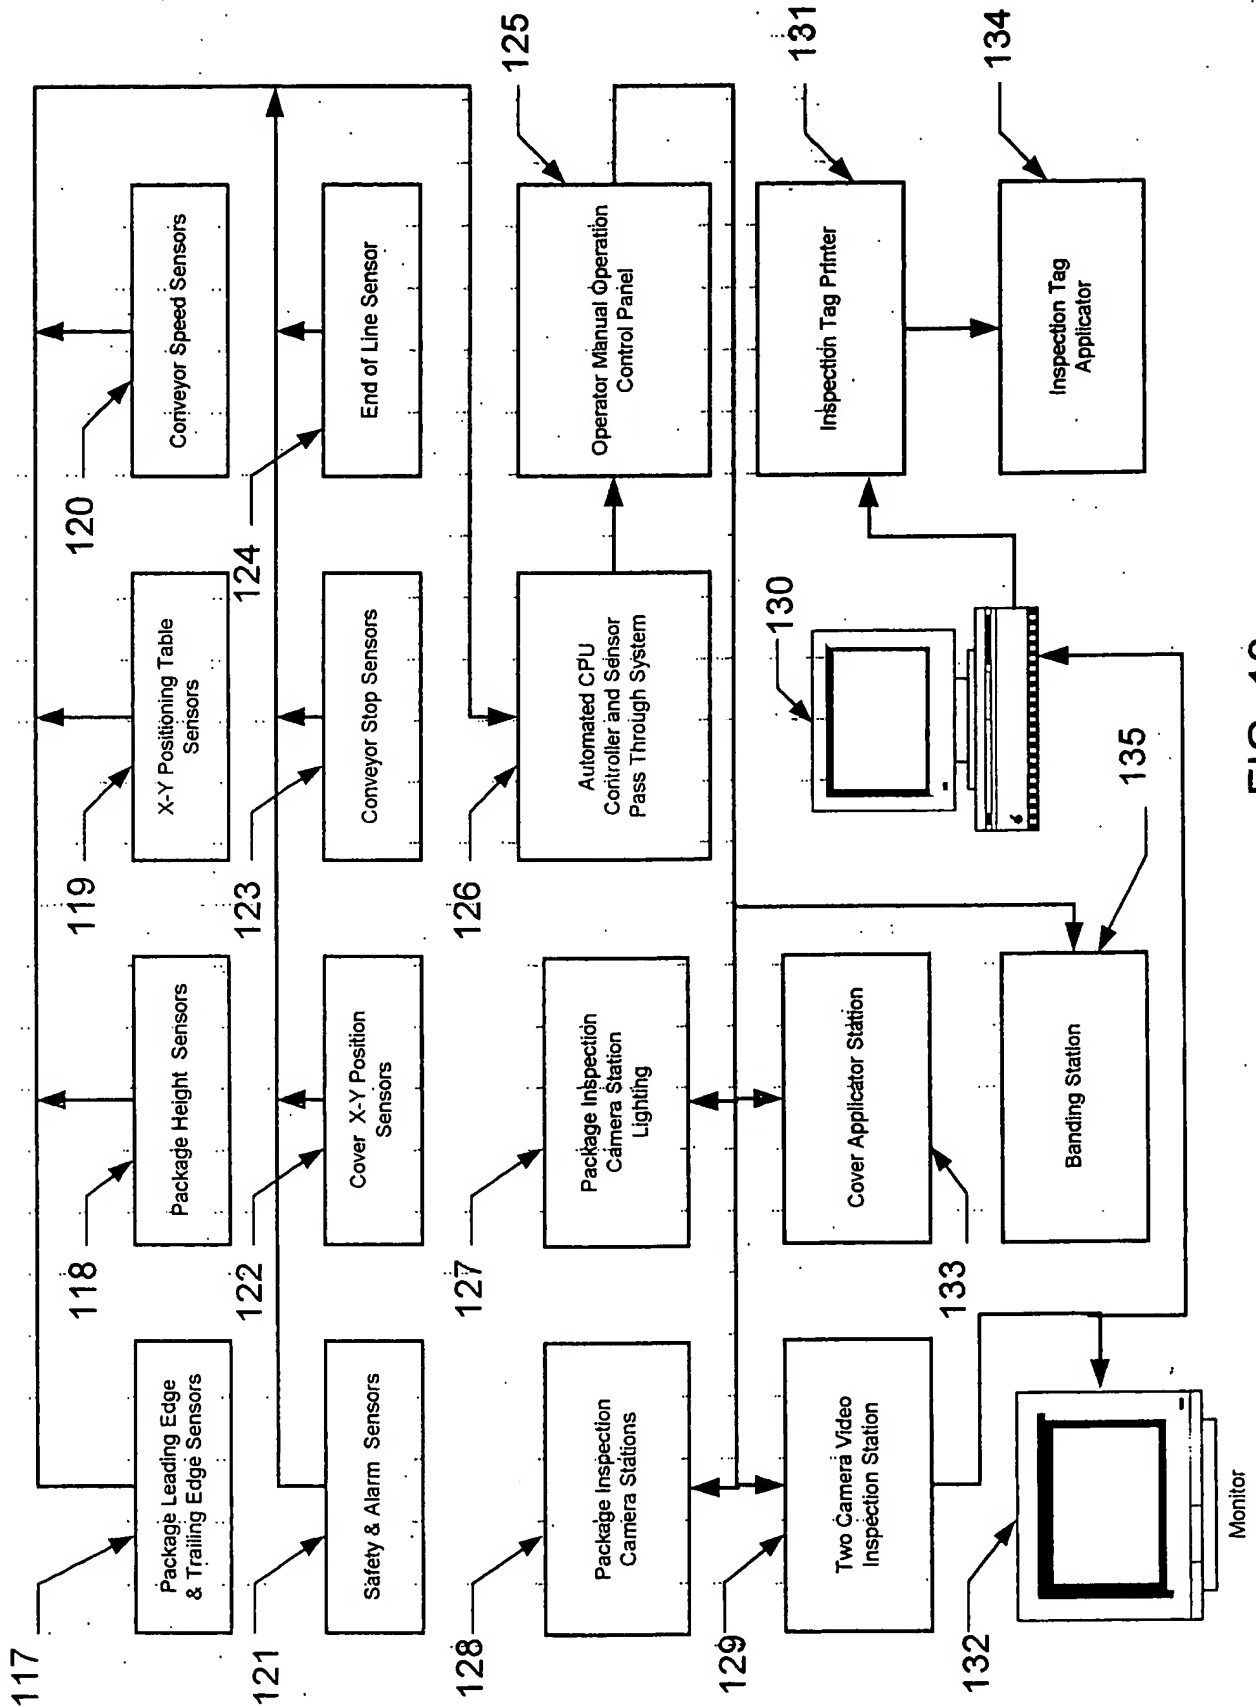 117
Package Leading Edge
& Trailing Edge Sensors
118
Package Height Sensors
119
X-Y Positioning Table
Sensors
120
Conveyor Speed Sensors
121
Safety & Alarm Sensors
122
Cover X-Y Position
Sensors
123
Conveyor Stop Sensors
124
End of Line Sensor
128
Package Inspection
Camera Stations
127
Package Inspection
Camera Station
Lighting
126
Automated CPU
Controller and Sensor
Pass Through System
125
Operator Manual Operation
Control Panel
129
Two Camera Video
Inspection Station
133
Cover Applicator Station
130
131
Inspection Tag Printer
132
Monitor
Banding Station
135
134
Inspection Tag
Applicator